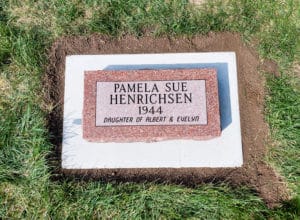 PAMELA SUE
HENRICHSEN
1944
DAUGHTER OF ALBERT & EVELYN